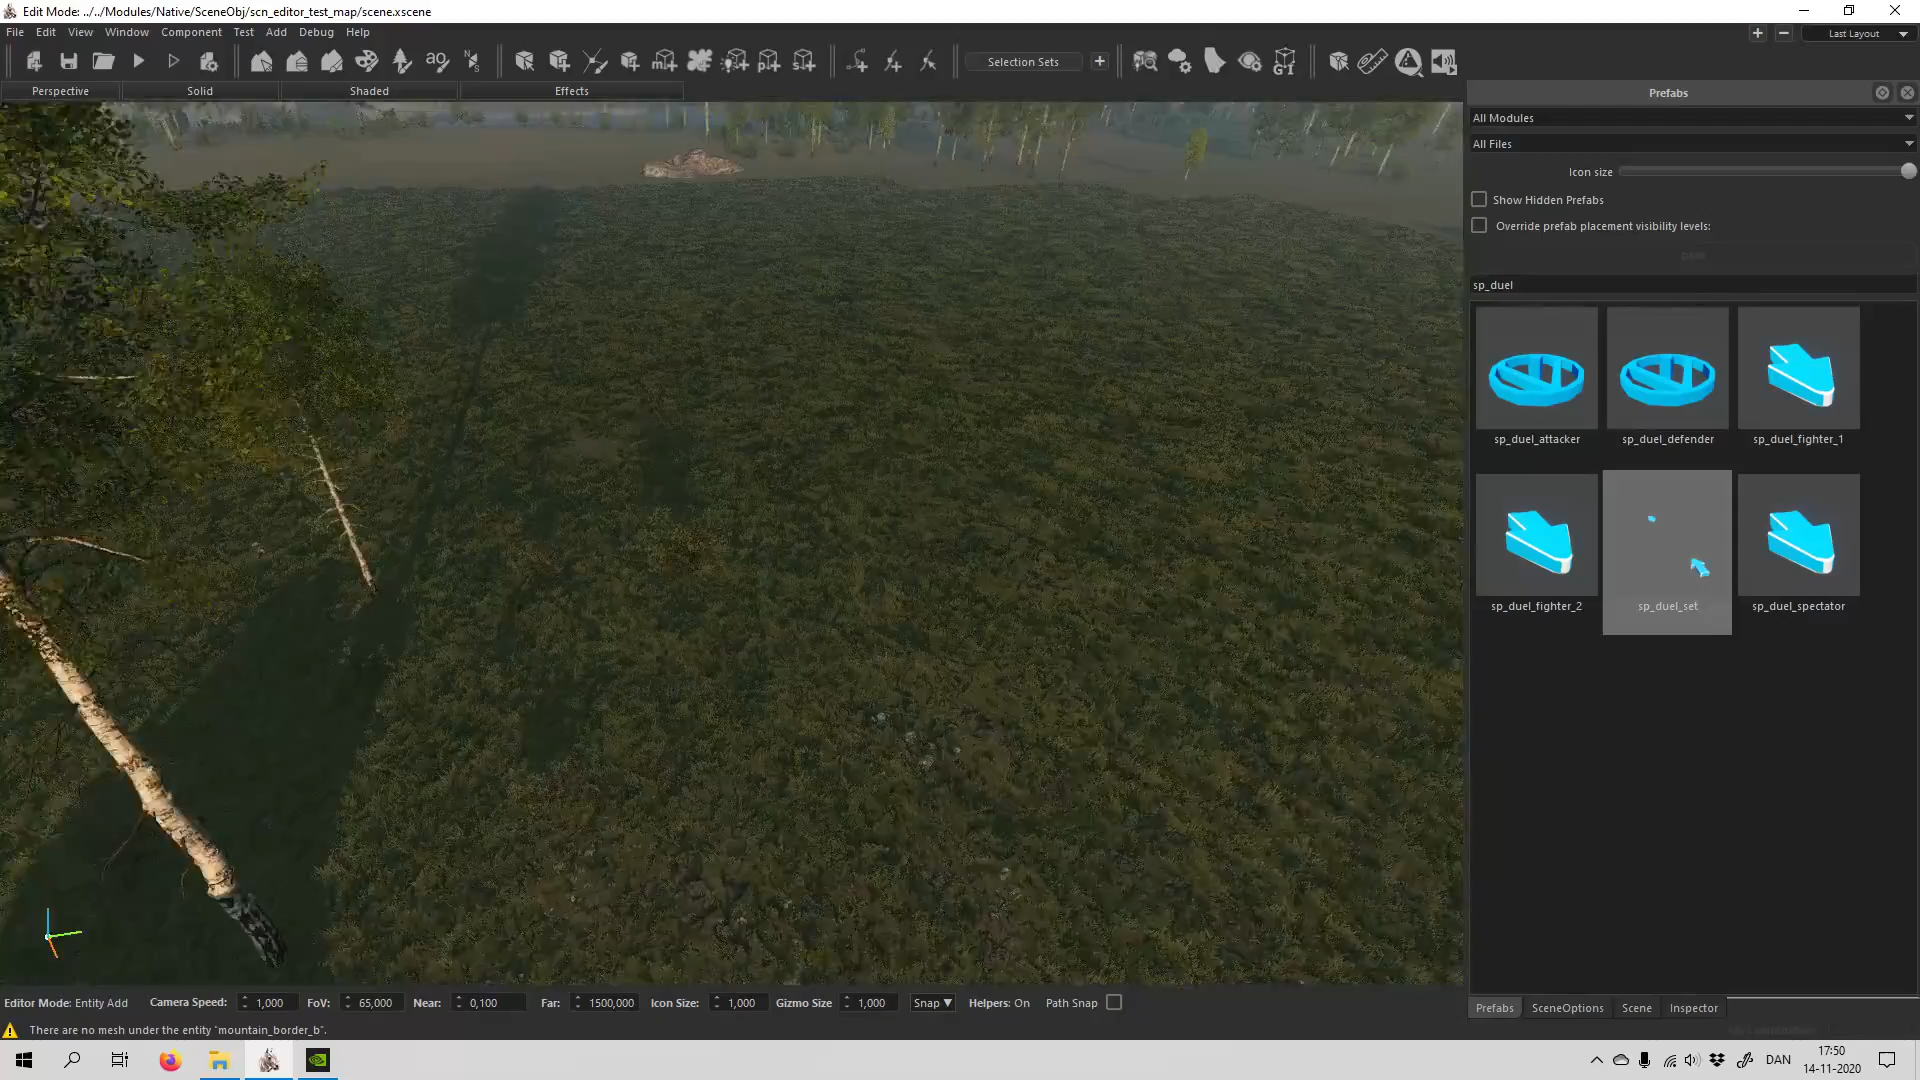 Edit Mode: ../../Modules/Native/SceneObj/scn_editor_test_map/scene.xscene
File Edit View Window Component Test Add Debug Help
Last Layout
Selection Sets
Perspective Solid Shaded Effects
Prefabs
All Modules
All Files
Icon size
Show Hidden Prefabs
Override prefab placement visibility levels:
sp_duel
sp_duel_attacker sp_duel_defender sp_duel_fighter_1
sp_duel_fighter_2 sp_duel_set sp_duel_spectator
Editor Mode: Entity Add Camera Speed: 1,000 FoV: 65,000 Near: 0,100 Far: 1500,000 Icon Size: 1,000 Gizmo Size 1,000 Snap Helpers: On Path Snap
Prefabs SceneOptions Scene Inspector
There are no mesh under the entity 'mountain_border_b'.
DAN
17:50
14-11-2020